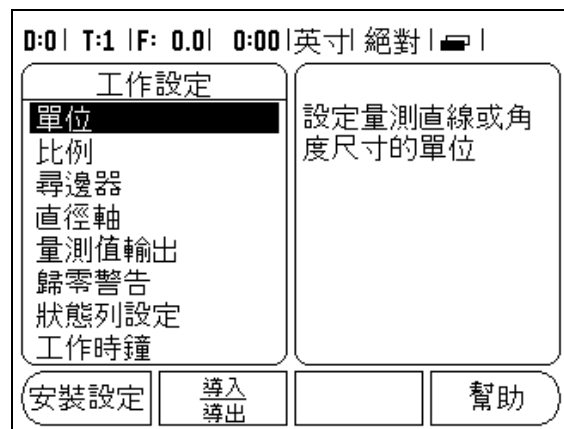 D:0| T:1 |F: 0.0| 0:00|英寸| 絕對|
工作設定
單位
比例
尋邊器
直徑軸
量測值輸出
歸零警告
狀態列設定
工作時鐘
設定量測直線或角
度尺寸的單位
安裝設定
導入
導出
幫助